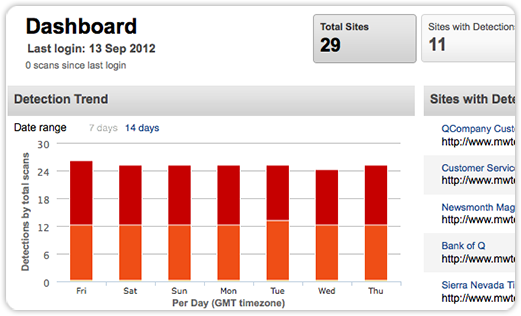 Dashboard
Last login: 13 Sep 2012
0 scans since last login
Total Sites
29
Sites with Detections
11
Detection Trend
Date range 7 days 14 days
Detections by total scans
30
24
18
12
6
0
Fri Sat Sun Mon Tue Wed Thu
Per Day (GMT timezone)
Sites with Dete
QCompany Cust
http://www.mwt
Customer Service
http://www.mwt
Newsmonth Mag
http://www.mwt
Bank of Q
http://www.mwt
Sierra Nevada Ti
http://www.mwt